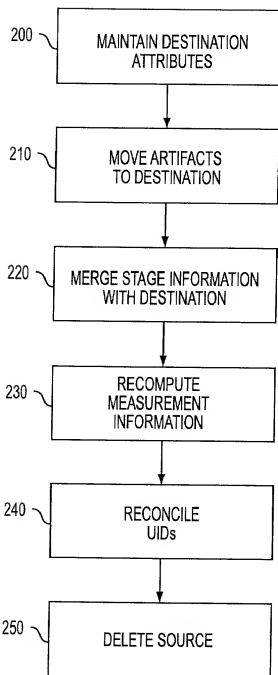 200
MAINTAIN DESTINATION
ATTRIBUTES
210
MOVE ARTIFACTS
TO DESTINATION
220
MERGE STAGE INFORMATION
WITH DESTINATION
230
RECOMPUTE
MEASUREMENT
INFORMATION
240
RECONCILE
UIDs
250
DELETE SOURCE